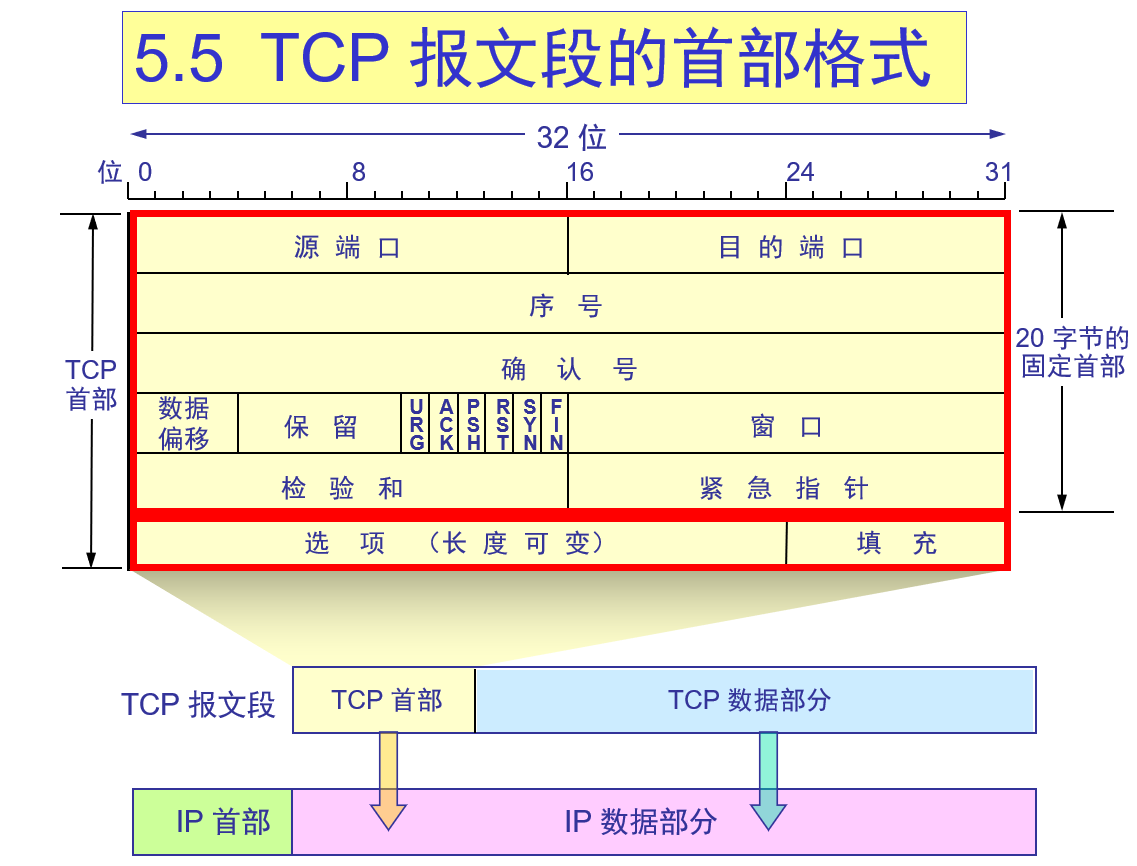 5.5 TCP 报文段的首部格式
32 位
位 0 8 16 24 31
源端口 目的端口
序号
确认号
TCP
首部
20 字节的
固定首部
数据
偏移
保留
URG
ACK
PSH
RST
SYN
FIN
窗口
检验和 紧急指针
选项（长度可变） 填充
TCP 报文段 TCP 首部 TCP 数据部分
IP 首部 IP 数据部分